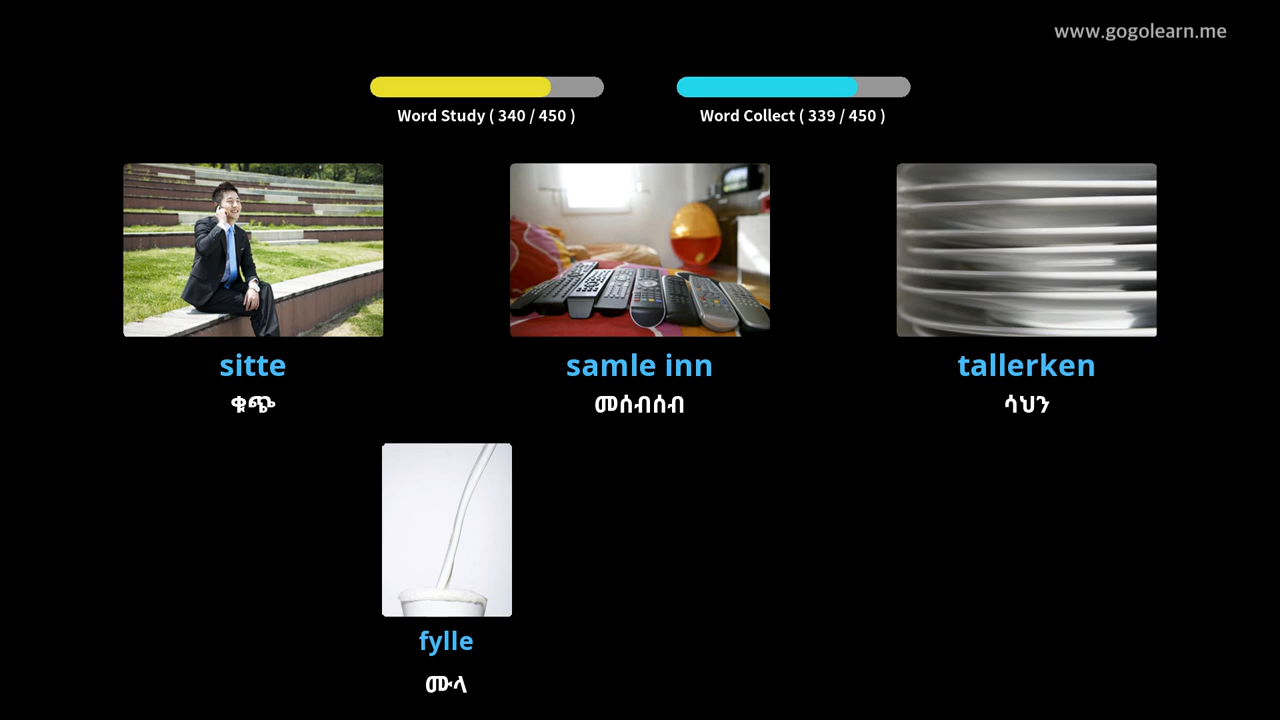 www.gogolearn.me
Word Study ( 340 / 450 )
Word Collect ( 339 / 450 )
sitte
ቁጭ
samle inn
መሰብሰብ
tallerken
ሳህን
fylle
ሙላ